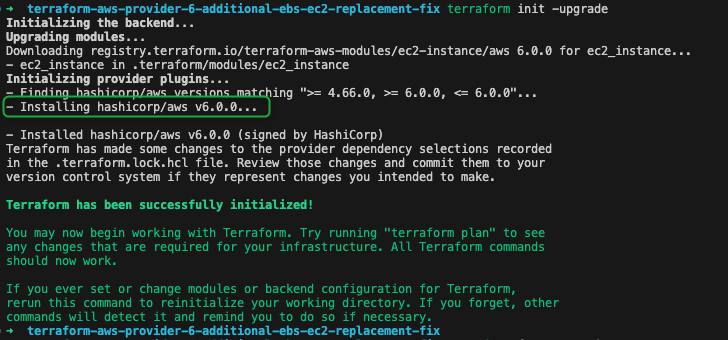 ➜ terraform-aws-provider-6-additional-ebs-ec2-replacement-fix terraform init -upgrade
Initializing the backend...
Upgrading modules...
Downloading registry.terraform.io/terraform-aws-modules/ec2-instance/aws 6.0.0 for ec2_instance...
- ec2_instance in .terraform/modules/ec2_instance
Initializing provider plugins...
- Finding hashicorp/aws versions matching ">= 4.66.0, >= 6.0.0, <= 6.0.0"...
- Installing hashicorp/aws v6.0.0...
- Installed hashicorp/aws v6.0.0 (signed by HashiCorp)
Terraform has made some changes to the provider dependency selections recorded
in the .terraform.lock.hcl file. Review those changes and commit them to your
version control system if they represent changes you intended to make.
Terraform has been successfully initialized!
You may now begin working with Terraform. Try running "terraform plan" to see
any changes that are required for your infrastructure. All Terraform commands
should now work.
If you ever set or change modules or backend configuration for Terraform,
rerun this command to reinitialize your working directory. If you forget, other
commands will detect it and remind you to do so if necessary.
➜ terraform-aws-provider-6-additional-ebs-ec2-replacement-fix